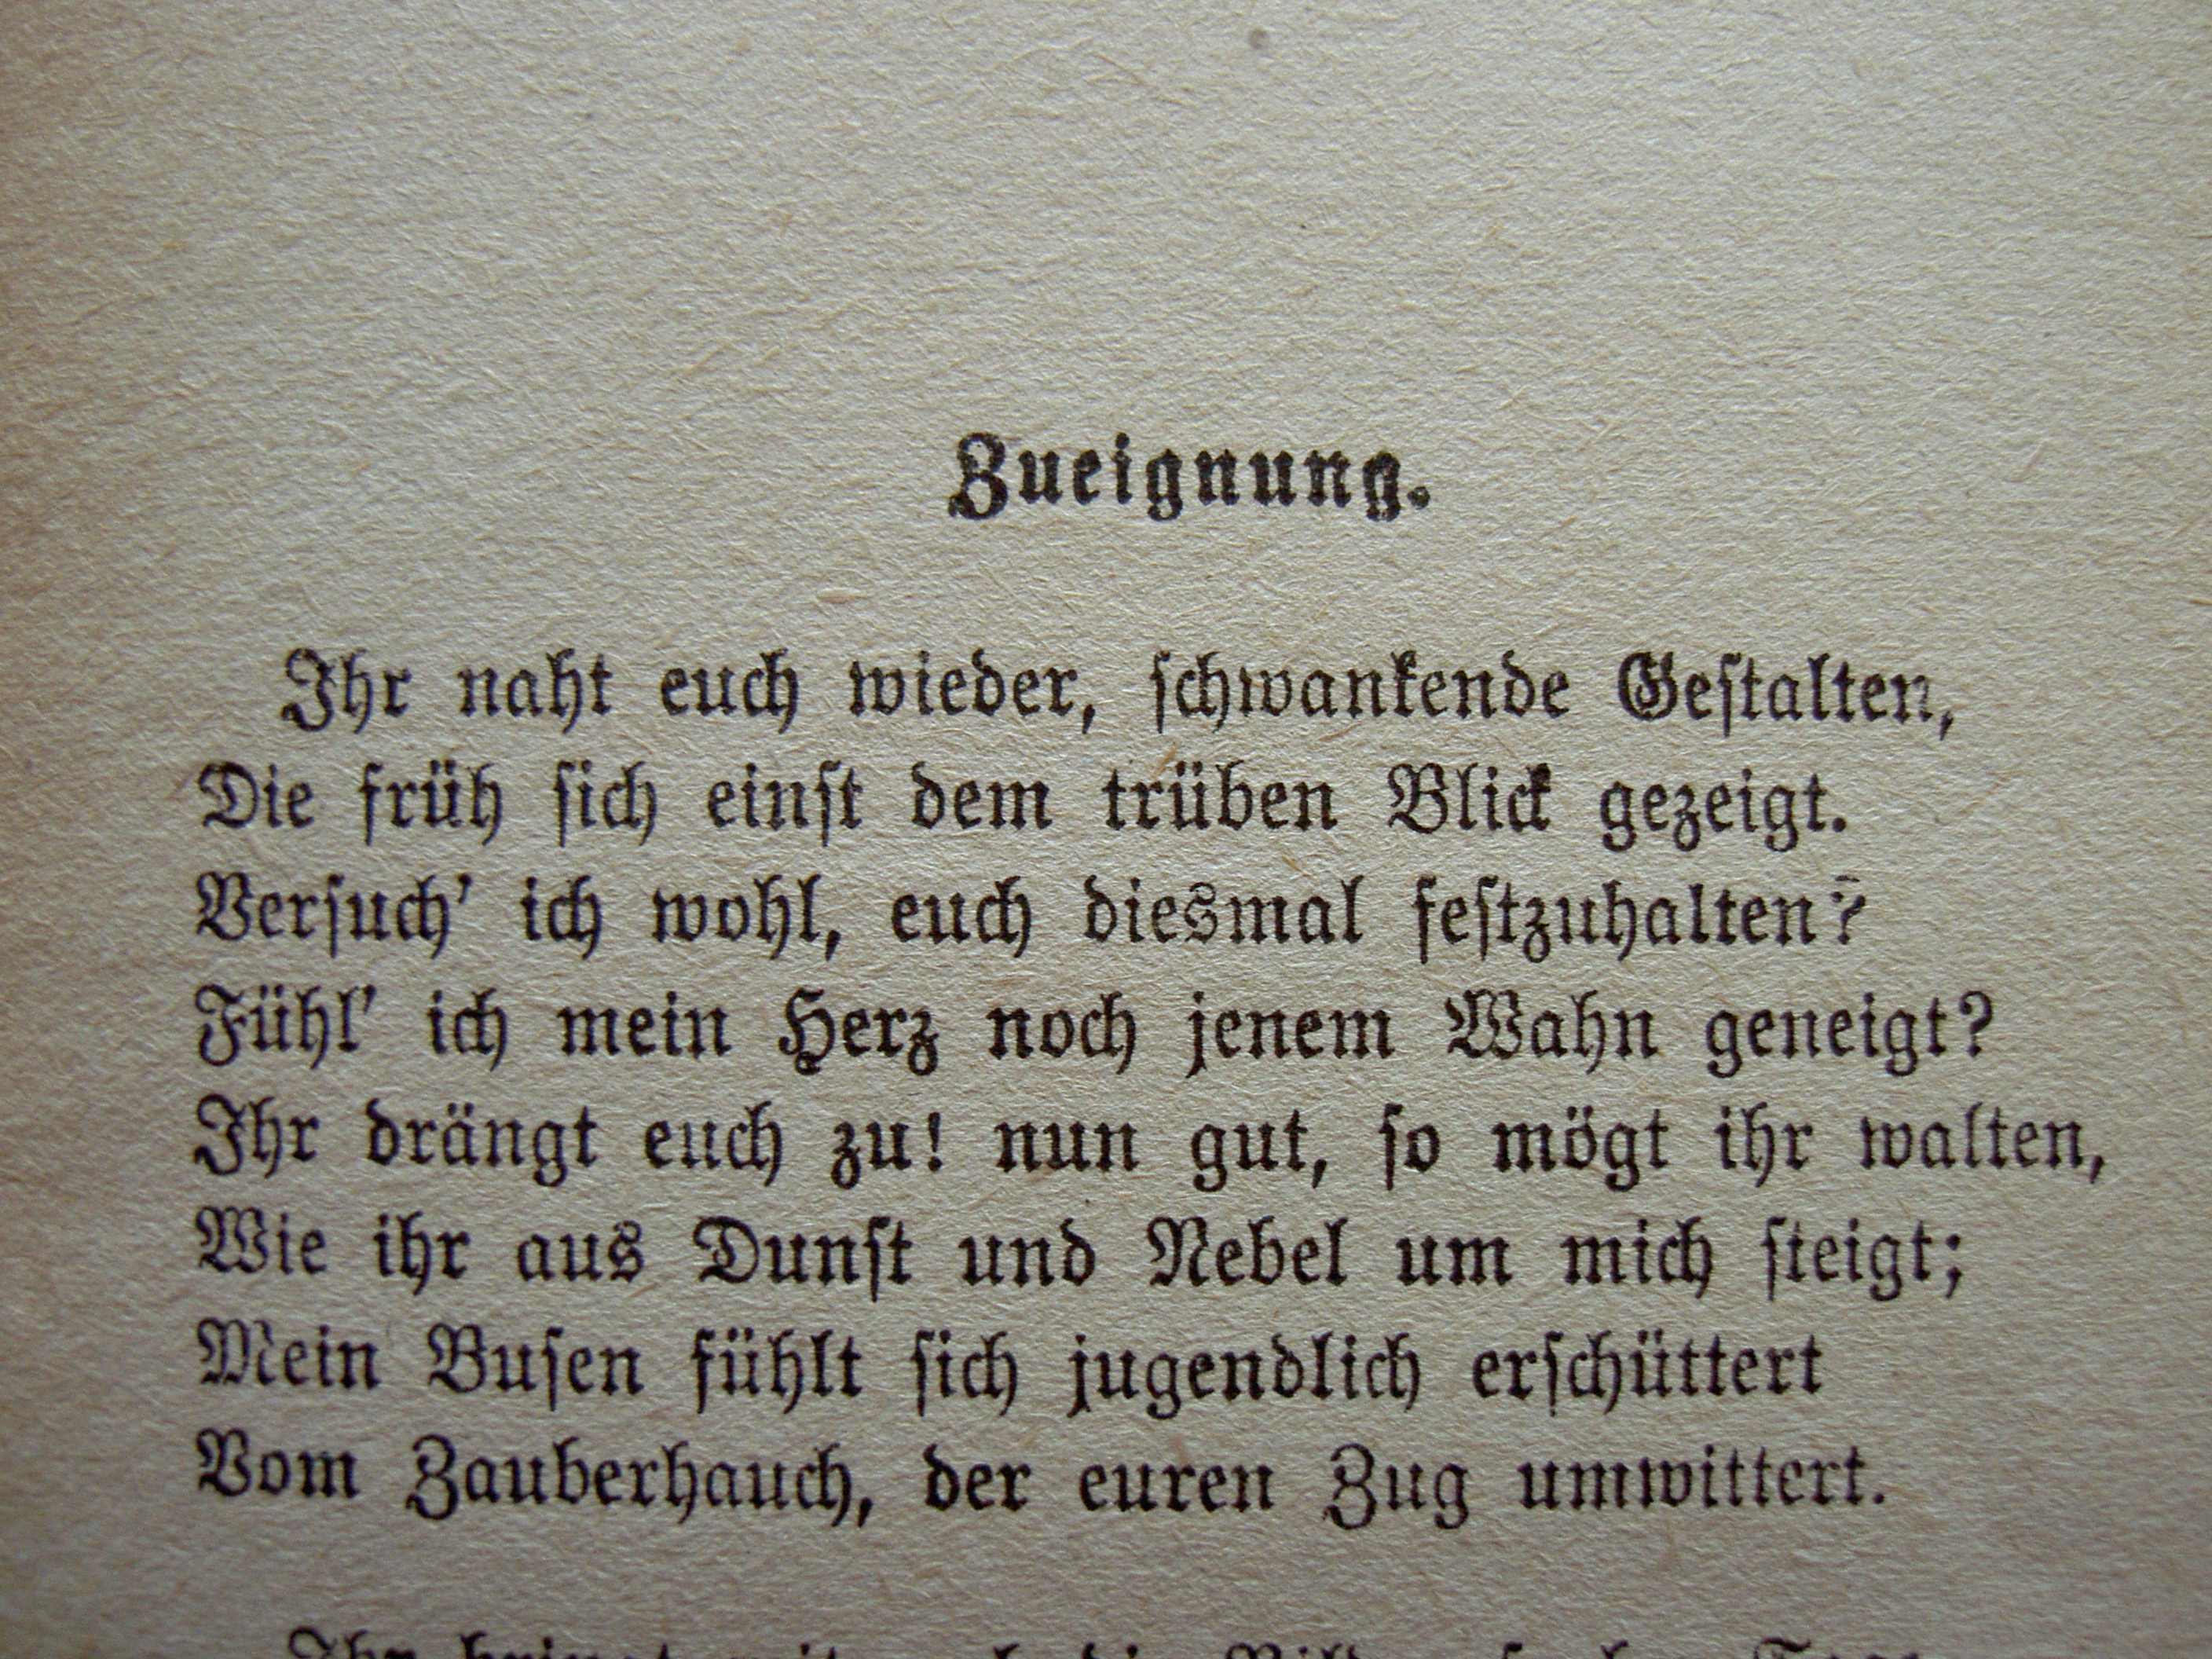 Zueignung.
Ihr naht euch wieder, schwankende Gestalten,
Die früh sich einst dem trüben Blick gezeigt.
Versuch' ich wohl, euch diesmal festzuhalten?
Fühl' ich mein Herz noch jenem Wahn geneigt?
Ihr drängt euch zu! nun gut, so mögt ihr walten,
Wie ihr aus Dunst und Nebel um mich steigt;
Mein Busen fühlt sich jugendlich erschüttert
Vom Zauberhauch, der euren Zug umwittert.